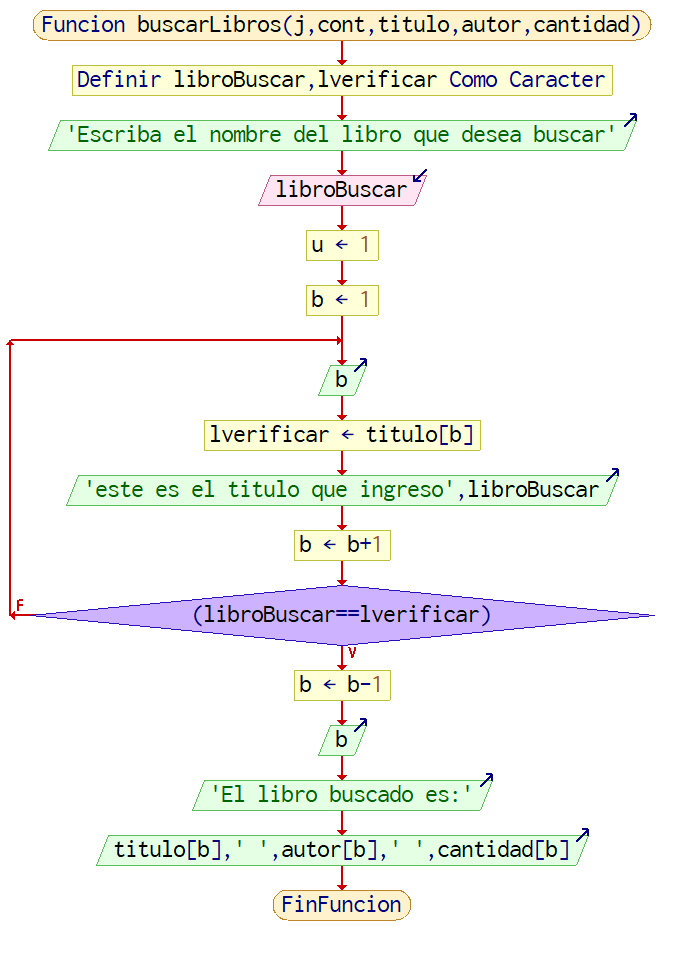 Funcion buscarLibros(j,cont,titulo,autor,cantidad)
Definir libroBuscar,lverificar Como Caracter
'Escriba el nombre del libro que desea buscar'
libroBuscar
u ← 1
b ← 1
b
lverificar ← titulo[b]
'este es el titulo que ingreso',libroBuscar
b ← b+1
F
(libroBuscar==lverificar)
V
b ← b-1
b
'El libro buscado es:'
titulo[b],' ',autor[b],' ',cantidad[b]
FinFuncion